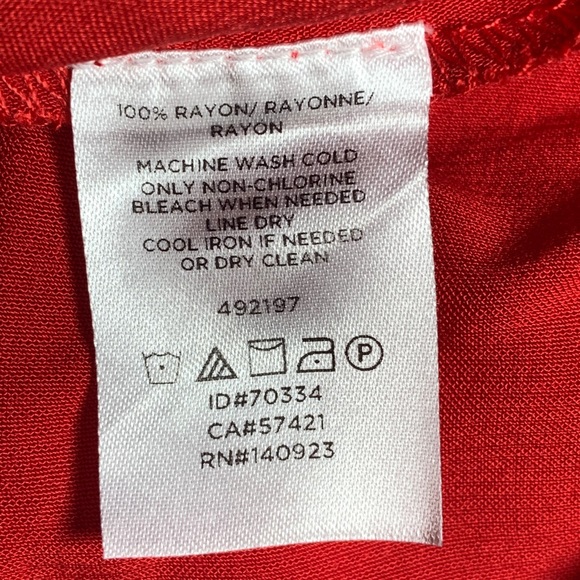 100% RAYON/ RAYONNE/
RAYON
MACHINE WASH COLD
ONLY NON-CHLORINE
BLEACH WHEN NEEDED
LINE DRY
COOL IRON IF NEEDED
OR DRY CLEAN
492197
P
ID#70334
CA#57421
RN#140923